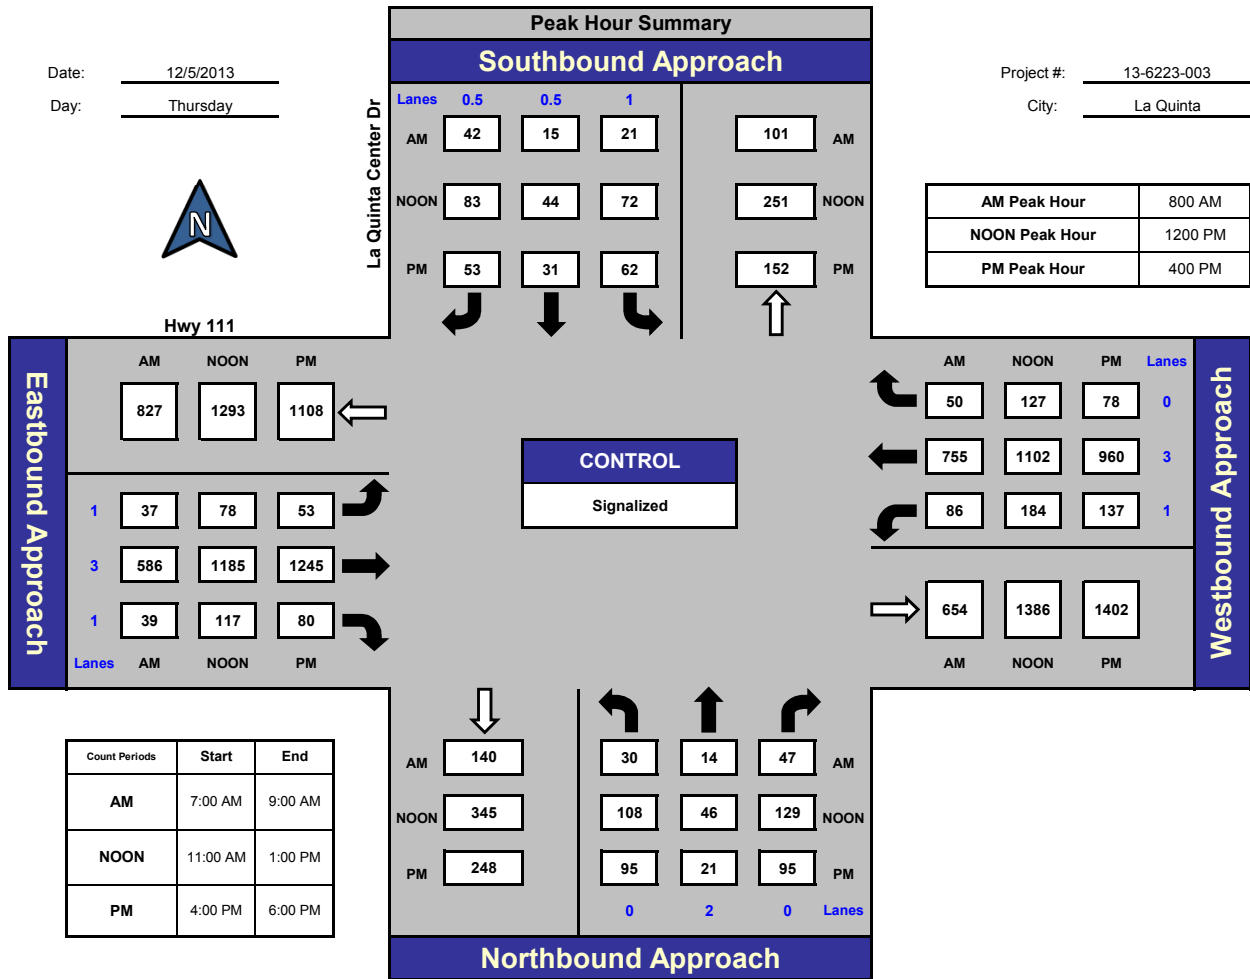 Peak Hour Summary
Southbound Approach
Date: 12/5/2013
Day: Thursday
Project #: 13-6223-003
City: La Quinta
La Quinta Center Dr
Lanes 0.5 0.5 1
AM 42 15 21 101 AM
NOON 83 44 72 251 NOON
PM 53 31 62 152 PM
N
AM Peak Hour 800 AM
NOON Peak Hour 1200 PM
PM Peak Hour 400 PM
Hwy 111
Eastbound Approach
AM NOON PM
827 1293 1108
1 37 78 53
3 586 1185 1245
1 39 117 80
Lanes AM NOON PM
CONTROL
Signalized
AM NOON PM Lanes
50 127 78 0
755 1102 960 3
86 184 137 1
654 1386 1402
AM NOON PM
Westbound Approach
Count Periods Start End
AM 7:00 AM 9:00 AM
NOON 11:00 AM 1:00 PM
PM 4:00 PM 6:00 PM
AM 140 30 14 47 AM
NOON 345 108 46 129 NOON
PM 248 95 21 95 PM
0 2 0 Lanes
Northbound Approach